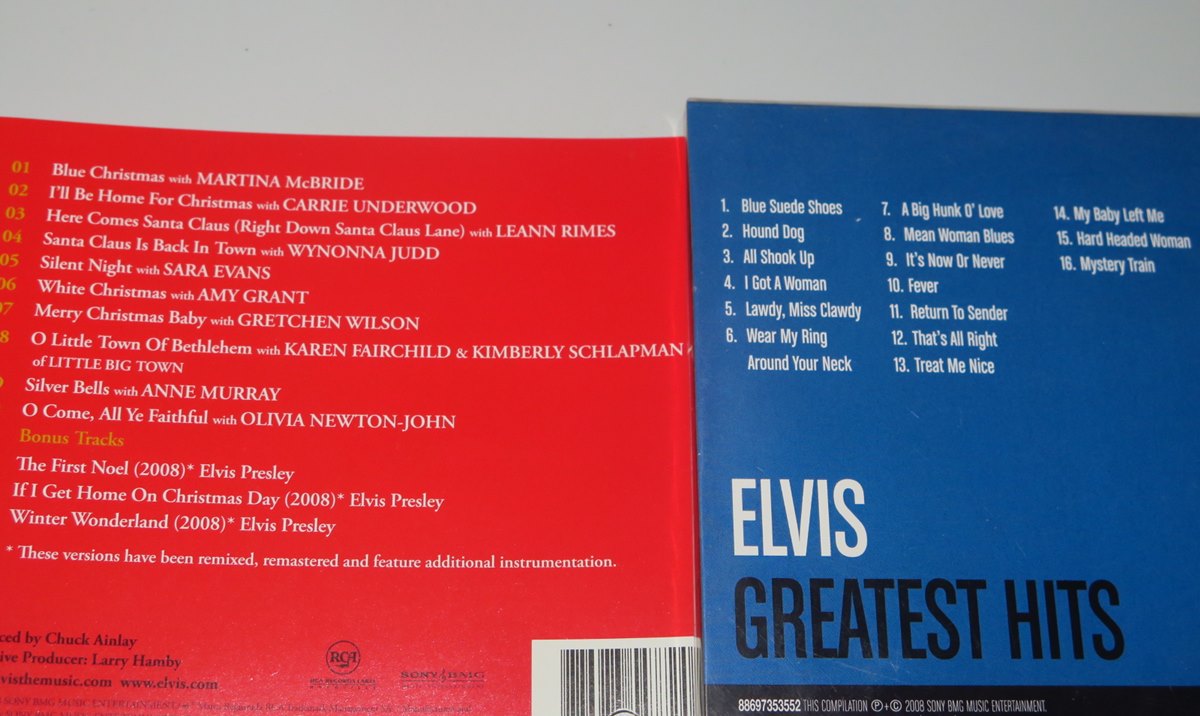 01 Blue Christmas with MARTINA McBRIDE
02 I'll Be Home For Christmas with CARRIE UNDERWOOD
03 Here Comes Santa Claus (Right Down Santa Claus Lane) with LEANN RIMES
04 Santa Claus Is Back In Town with WYNONNA JUDD
05 Silent Night with SARA EVANS
06 White Christmas with AMY GRANT
07 Merry Christmas Baby with GRETCHEN WILSON
8 O Little Town Of Bethlehem with KAREN FAIRCHILD & KIMBERLY SCHLAPMAN
of LITTLE BIG TOWN
Silver Bells with ANNE MURRAY
O Come, All Ye Faithful with OLIVIA NEWTON-JOHN
Bonus Tracks
The First Noel (2008)* Elvis Presley
If I Get Home On Christmas Day (2008)* Elvis Presley
Winter Wonderland (2008)* Elvis Presley
* These versions have been remixed, remastered and feature additional instrumentation.
ced by Chuck Ainlay
ive Producer: Larry Hamby
lvisthemusic.com www.elvis.com
RCA
RCA RECORDS LABEL
SONY BMG
MUSIC ENTERTAINMENT
SONY BMG MUSIC ENTERTAINMENT
1. Blue Suede Shoes
2. Hound Dog
3. All Shook Up
4. I Got A Woman
5. Lawdy, Miss Clawdy
6. Wear My Ring
Around Your Neck
7. A Big Hunk O' Love
8. Mean Woman Blues
9. It's Now Or Never
10. Fever
11. Return To Sender
12. That's All Right
13. Treat Me Nice
14. My Baby Left Me
15. Hard Headed Woman
16. Mystery Train
ELVIS
GREATEST HITS
88697353552 THIS COMPILATION ℗+© 2008 SONY BMG MUSIC ENTERTAINMENT.